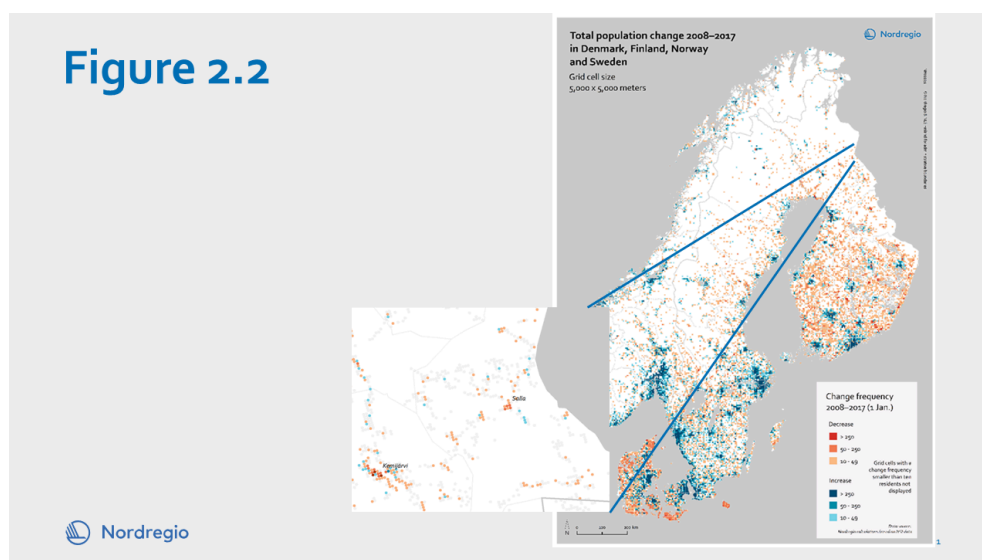 Figure 2.2
Total population change 2008–2017
in Denmark, Finland, Norway
and Sweden
Grid cell size
5,000 x 5,000 meters
Nordregio
Salla
Kemijärvi
Change frequency
2008–2017 (1 Jan.)
Decrease
> 250
50 - 250
10 - 49
Increase
> 250
50 - 250
10 - 49
Grid cells with a
change frequency
smaller than ten
residents not
displayed
N
Nordregio
1